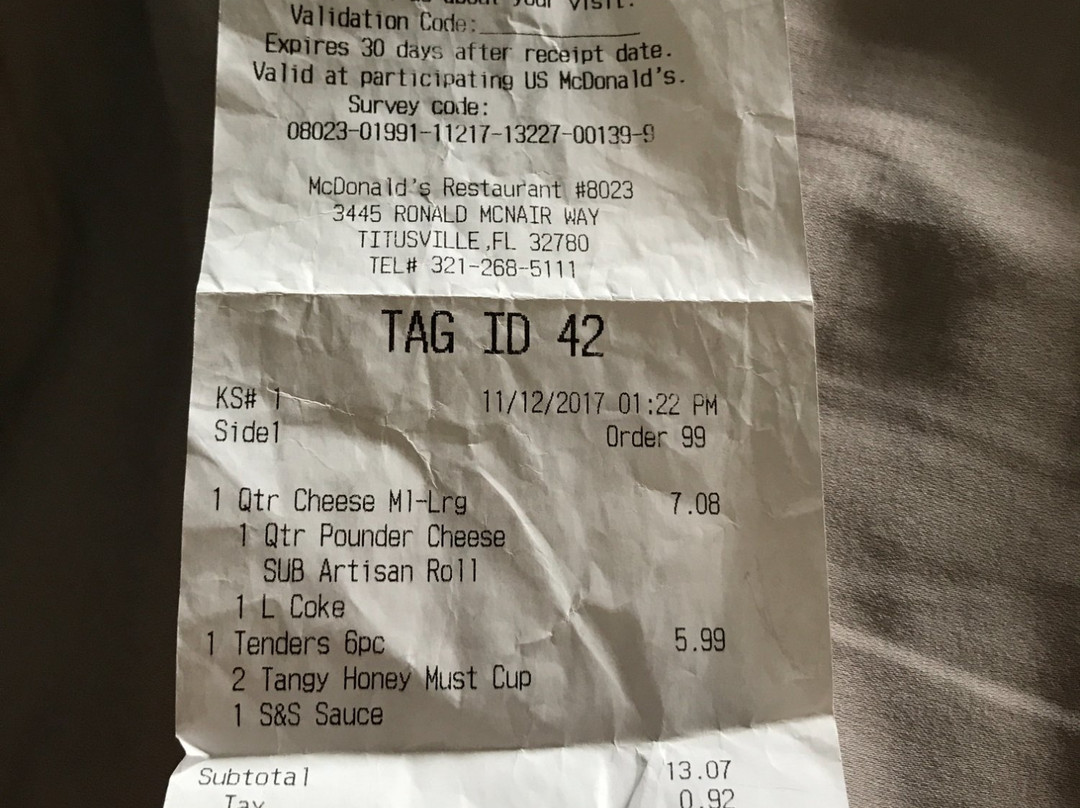 about your visit.
Validation Code:
Expires 30 days after receipt date.
Valid at participating US McDonald's.
Survey code:
08023-01991-11217-13227-00139-9
McDonald's Restaurant #8023
3445 RONALD MCNAIR WAY
TITUSVILLE,FL 32780
TEL# 321-268-5111
TAG ID 42
KS# 1 11/12/2017 01:22 PM
Side1 Order 99
1 Qtr Cheese Ml-Lrg 7.08
1 Qtr Pounder Cheese
SUB Artisan Roll
1 L Coke
1 Tenders 6pc 5.99
2 Tangy Honey Must Cup
1 S&S Sauce
Subtotal 13.07
Tax 0.92